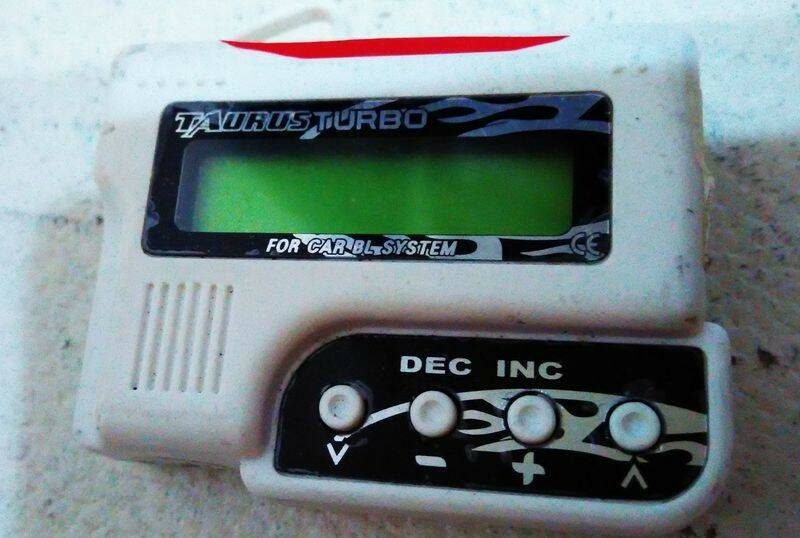 TAURUS TURBO
FOR CAR BL SYSTEM CE
DEC INC
∨ - + ∧